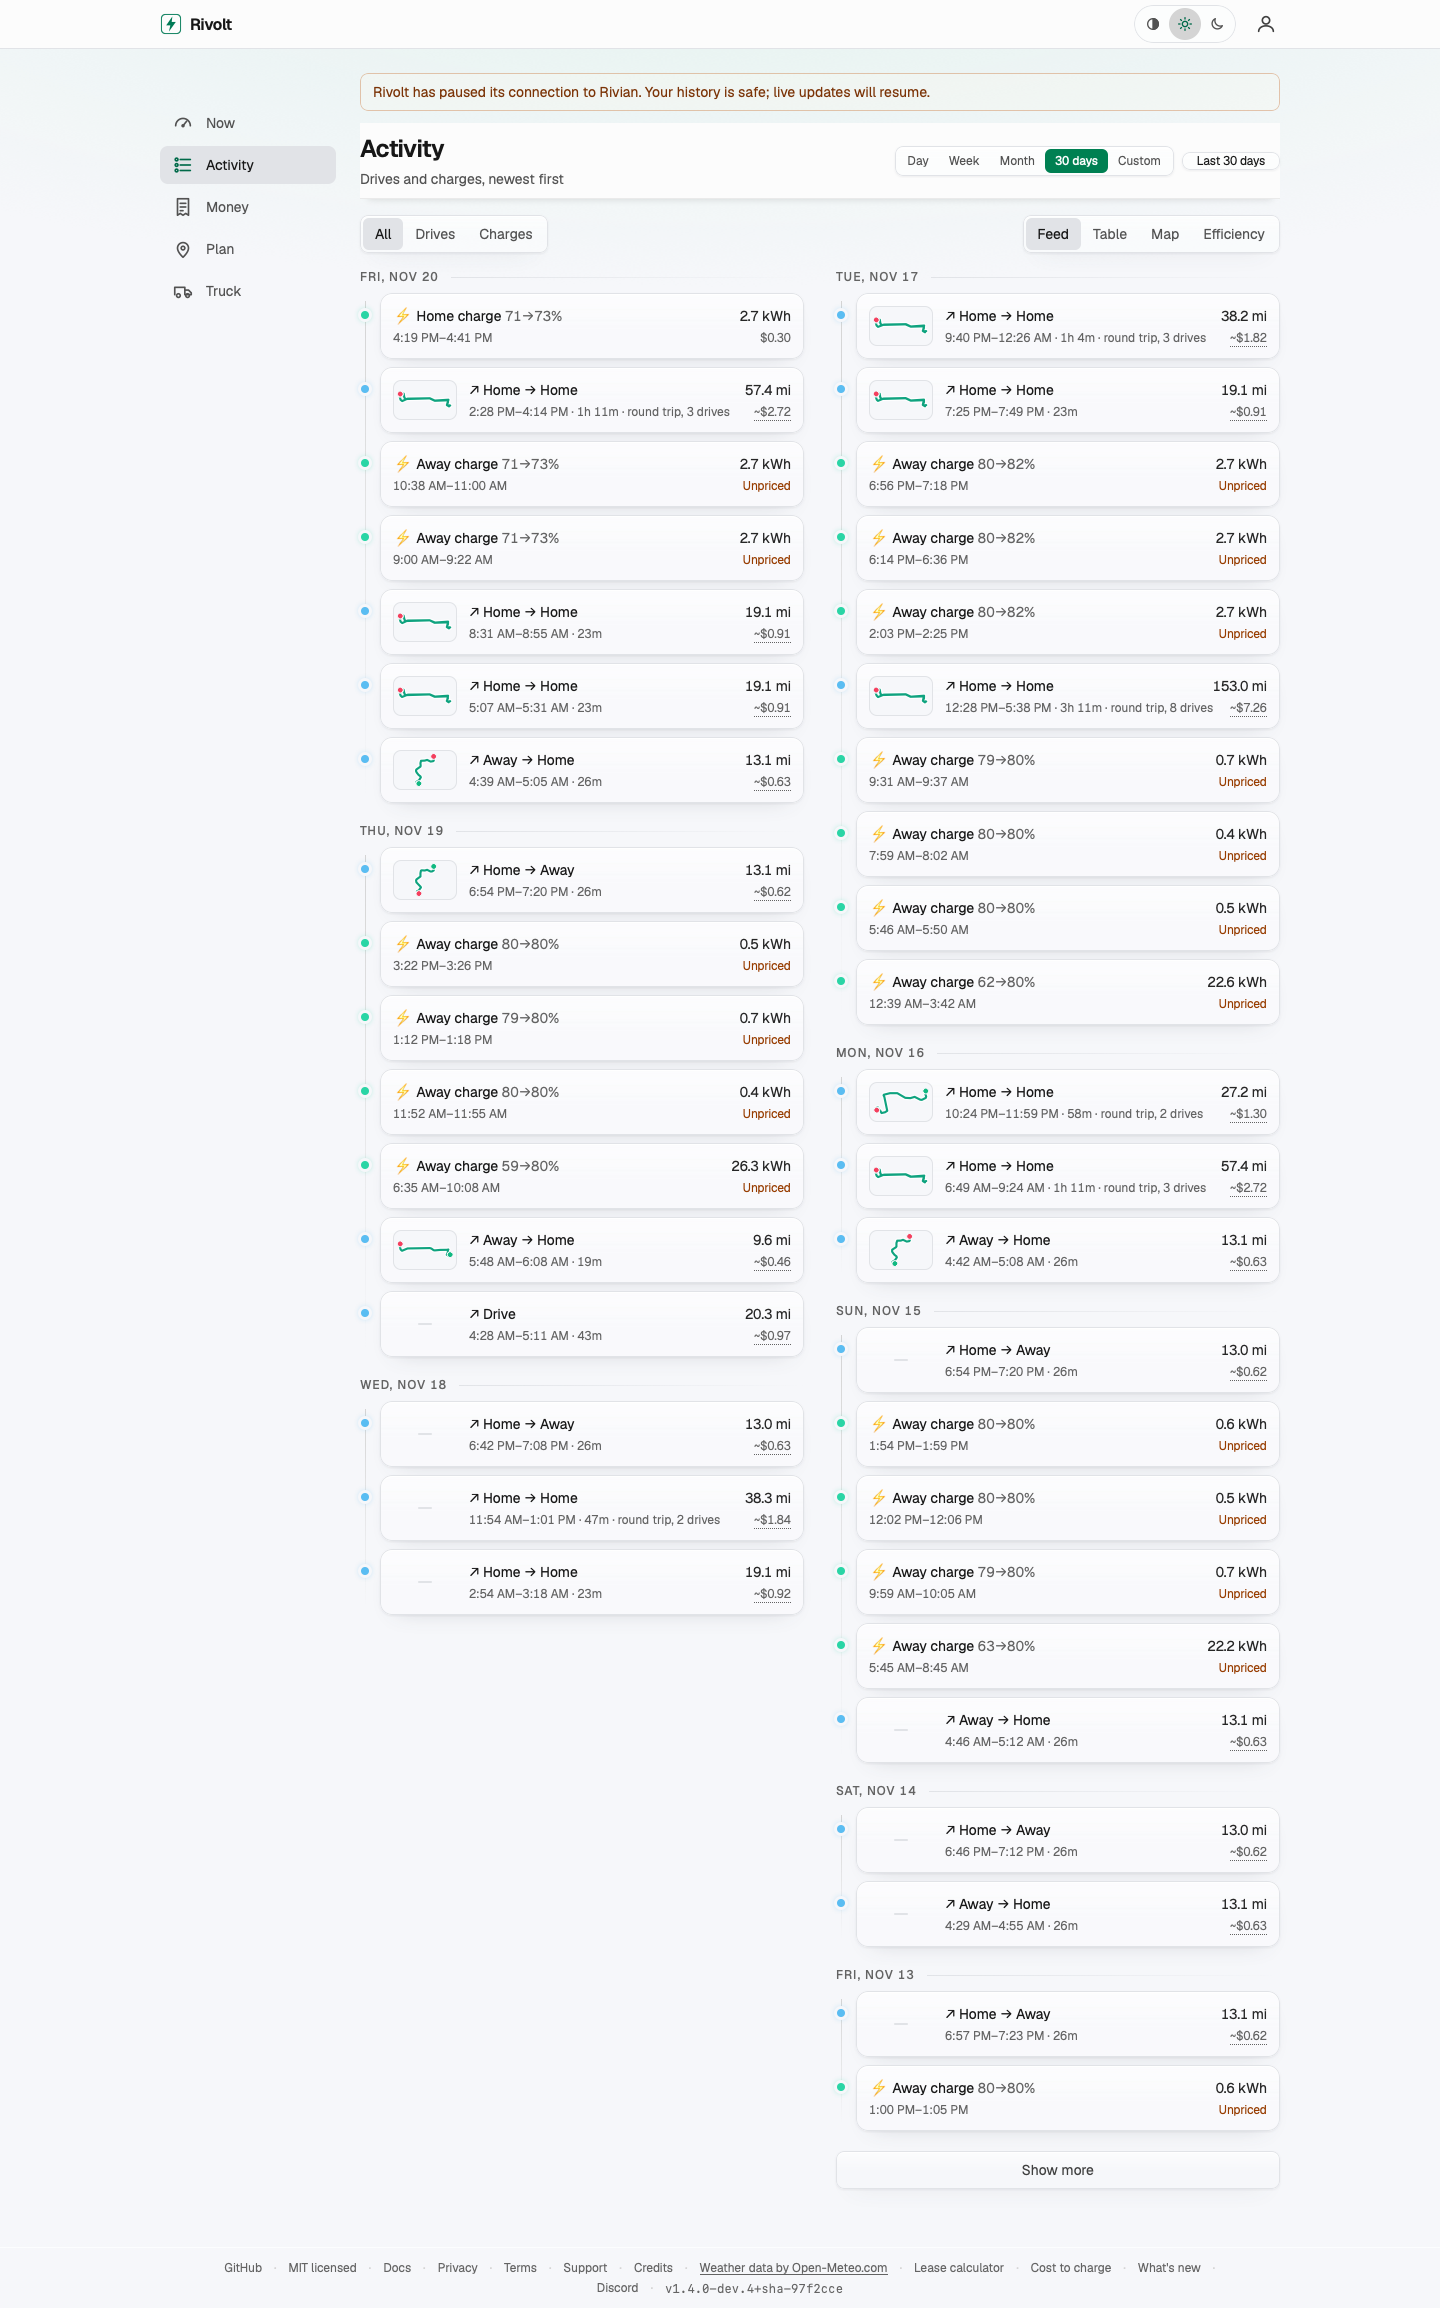 Rivolt
Now
Activity
Money
Plan
Truck
Rivolt has paused its connection to Rivian. Your history is safe; live updates will resume.
Activity
Drives and charges, newest first
Day Week Month 30 days Custom Last 30 days
All Drives Charges
Feed Table Map Efficiency
FRI, NOV 20
⚡ Home charge 71→73% 2.7 kWh
4:19 PM–4:41 PM $0.30
↗ Home → Home 57.4 mi
2:28 PM–4:14 PM · 1h 11m · round trip, 3 drives ~$2.72
⚡ Away charge 71→73% 2.7 kWh
10:38 AM–11:00 AM Unpriced
⚡ Away charge 71→73% 2.7 kWh
9:00 AM–9:22 AM Unpriced
↗ Home → Home 19.1 mi
8:31 AM–8:55 AM · 23m ~$0.91
↗ Home → Home 19.1 mi
5:07 AM–5:31 AM · 23m ~$0.91
↗ Away → Home 13.1 mi
4:39 AM–5:05 AM · 26m ~$0.63
THU, NOV 19
↗ Home → Away 13.1 mi
6:54 PM–7:20 PM · 26m ~$0.62
⚡ Away charge 80→80% 0.5 kWh
3:22 PM–3:26 PM Unpriced
⚡ Away charge 79→80% 0.7 kWh
1:12 PM–1:18 PM Unpriced
⚡ Away charge 80→80% 0.4 kWh
11:52 AM–11:55 AM Unpriced
⚡ Away charge 59→80% 26.3 kWh
6:35 AM–10:08 AM Unpriced
↗ Away → Home 9.6 mi
5:48 AM–6:08 AM · 19m ~$0.46
↗ Drive 20.3 mi
4:28 AM–5:11 AM · 43m ~$0.97
WED, NOV 18
↗ Home → Away 13.0 mi
6:42 PM–7:08 PM · 26m ~$0.63
↗ Home → Home 38.3 mi
11:54 AM–1:01 PM · 47m · round trip, 2 drives ~$1.84
↗ Home → Home 19.1 mi
2:54 AM–3:18 AM · 23m ~$0.92
TUE, NOV 17
↗ Home → Home 38.2 mi
9:40 PM–12:26 AM · 1h 4m · round trip, 3 drives ~$1.82
↗ Home → Home 19.1 mi
7:25 PM–7:49 PM · 23m ~$0.91
⚡ Away charge 80→82% 2.7 kWh
6:56 PM–7:18 PM Unpriced
⚡ Away charge 80→82% 2.7 kWh
6:14 PM–6:36 PM Unpriced
⚡ Away charge 80→82% 2.7 kWh
2:03 PM–2:25 PM Unpriced
↗ Home → Home 153.0 mi
12:28 PM–5:38 PM · 3h 11m · round trip, 8 drives ~$7.26
⚡ Away charge 79→80% 0.7 kWh
9:31 AM–9:37 AM Unpriced
⚡ Away charge 80→80% 0.4 kWh
7:59 AM–8:02 AM Unpriced
⚡ Away charge 80→80% 0.5 kWh
5:46 AM–5:50 AM Unpriced
⚡ Away charge 62→80% 22.6 kWh
12:39 AM–3:42 AM Unpriced
MON, NOV 16
↗ Home → Home 27.2 mi
10:24 PM–11:59 PM · 58m · round trip, 2 drives ~$1.30
↗ Home → Home 57.4 mi
6:49 AM–9:24 AM · 1h 11m · round trip, 3 drives ~$2.72
↗ Away → Home 13.1 mi
4:42 AM–5:08 AM · 26m ~$0.63
SUN, NOV 15
↗ Home → Away 13.0 mi
6:54 PM–7:20 PM · 26m ~$0.62
⚡ Away charge 80→80% 0.6 kWh
1:54 PM–1:59 PM Unpriced
⚡ Away charge 80→80% 0.5 kWh
12:02 PM–12:06 PM Unpriced
⚡ Away charge 79→80% 0.7 kWh
9:59 AM–10:05 AM Unpriced
⚡ Away charge 63→80% 22.2 kWh
5:45 AM–8:45 AM Unpriced
↗ Away → Home 13.1 mi
4:46 AM–5:12 AM · 26m ~$0.63
SAT, NOV 14
↗ Home → Away 13.0 mi
6:46 PM–7:12 PM · 26m ~$0.62
↗ Away → Home 13.1 mi
4:29 AM–4:55 AM · 26m ~$0.63
FRI, NOV 13
↗ Home → Away 13.1 mi
6:57 PM–7:23 PM · 26m ~$0.62
⚡ Away charge 80→80% 0.6 kWh
1:00 PM–1:05 PM Unpriced
Show more
GitHub · MIT licensed · Docs · Privacy · Terms · Support · Credits · Weather data by Open-Meteo.com · Lease calculator · Cost to charge · What's new ·
Discord · v1.4.0-dev.4+sha-97f2cce